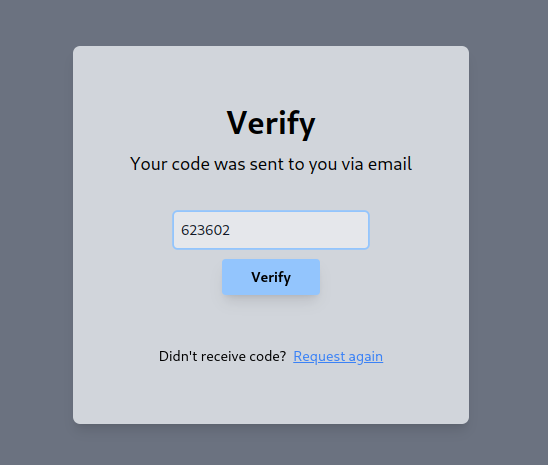 Verify
Your code was sent to you via email
623602
Verify
Didn't receive code? Request again